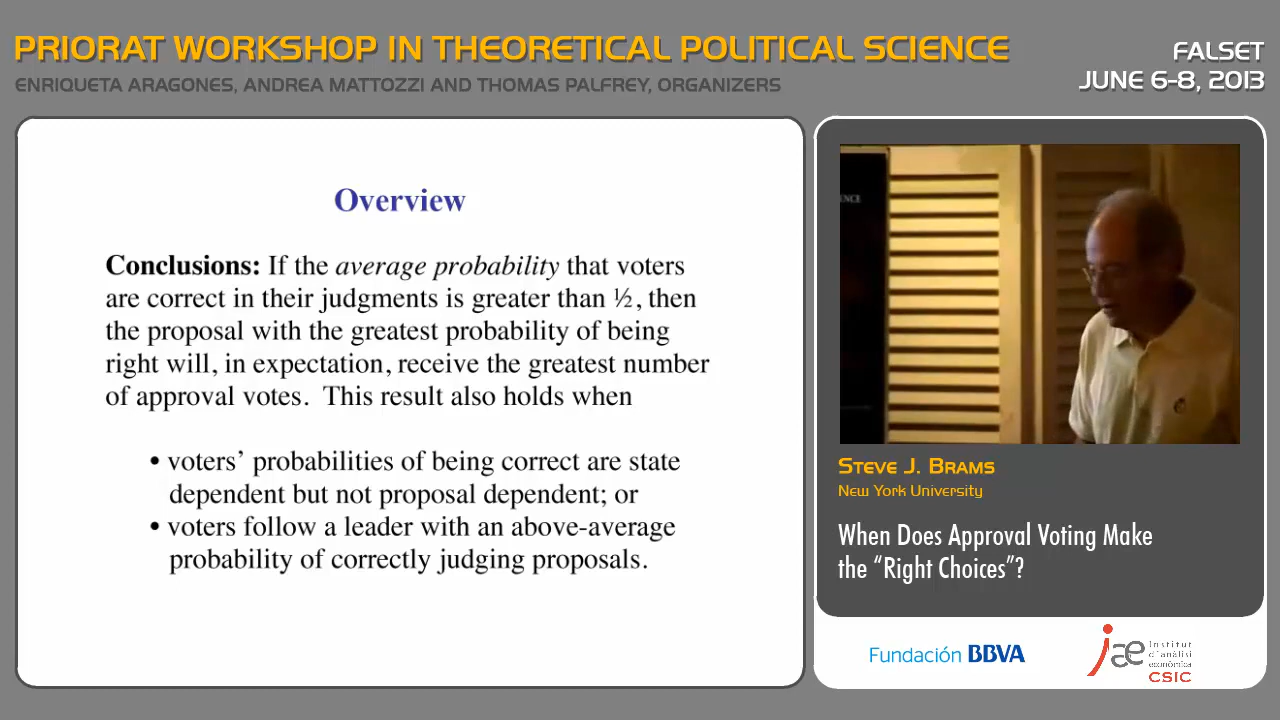 PRIORAT WORKSHOP IN THEORETICAL POLITICAL SCIENCE
ENRIQUETA ARAGONES, ANDREA MATTOZZI AND THOMAS PALFREY, ORGANIZERS
FALSET
JUNE 6-8, 2013
Overview
Conclusions: If the average probability that voters
are correct in their judgments is greater than ½, then
the proposal with the greatest probability of being
right will, in expectation, receive the greatest number
of approval votes. This result also holds when
• voters’ probabilities of being correct are state
dependent but not proposal dependent; or
• voters follow a leader with an above-average
probability of correctly judging proposals.
ENCE
Steve J. Brams
New York University
When Does Approval Voting Make
the “Right Choices”?
Fundación BBVA
iae
Institut
d'anàlisi
econòmica
CSIC